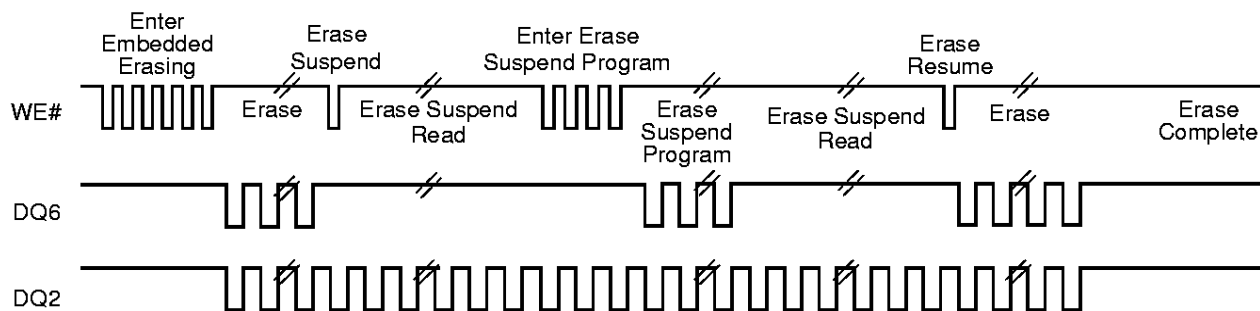 Enter
Embedded
Erasing
Erase
Suspend
Enter Erase
Suspend Program
Erase
Resume
WE#
Erase
Erase Suspend
Read
Erase
Suspend
Program
Erase Suspend
Read
Erase
Erase
Complete
DQ6
DQ2